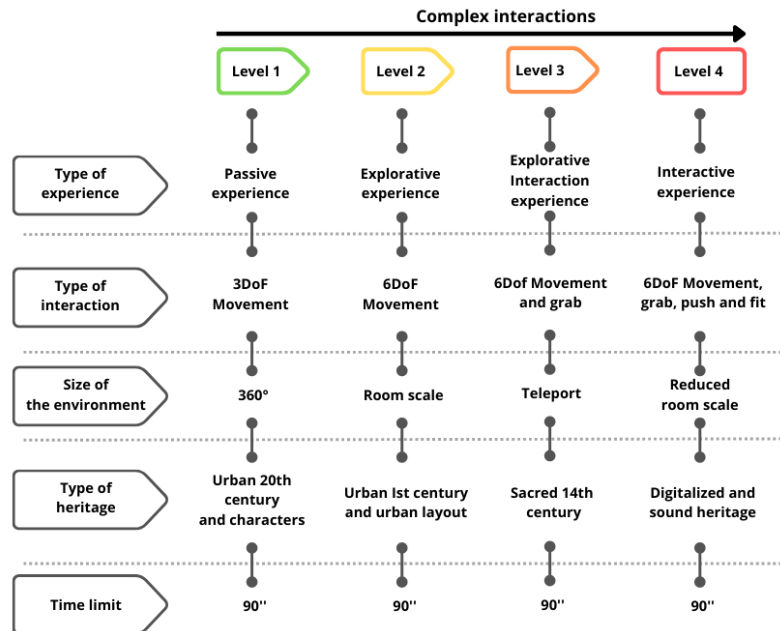 Complex interactions
Level 1
Level 2
Level 3
Level 4
Type of
experience
Passive
experience
Explorative
experience
Explorative
Interaction
experience
Interactive
experience
Type of
interaction
3DoF
Movement
6DoF
Movement
6Dof Movement
and grab
6DoF Movement,
grab, push and fit
Size of
the environment
360°
Room scale
Teleport
Reduced
room scale
Type of
heritage
Urban 20th
century
and characters
Urban Ist century
and urban layout
Sacred 14th
century
Digitalized and
sound heritage
Time limit
90''
90''
90''
90''